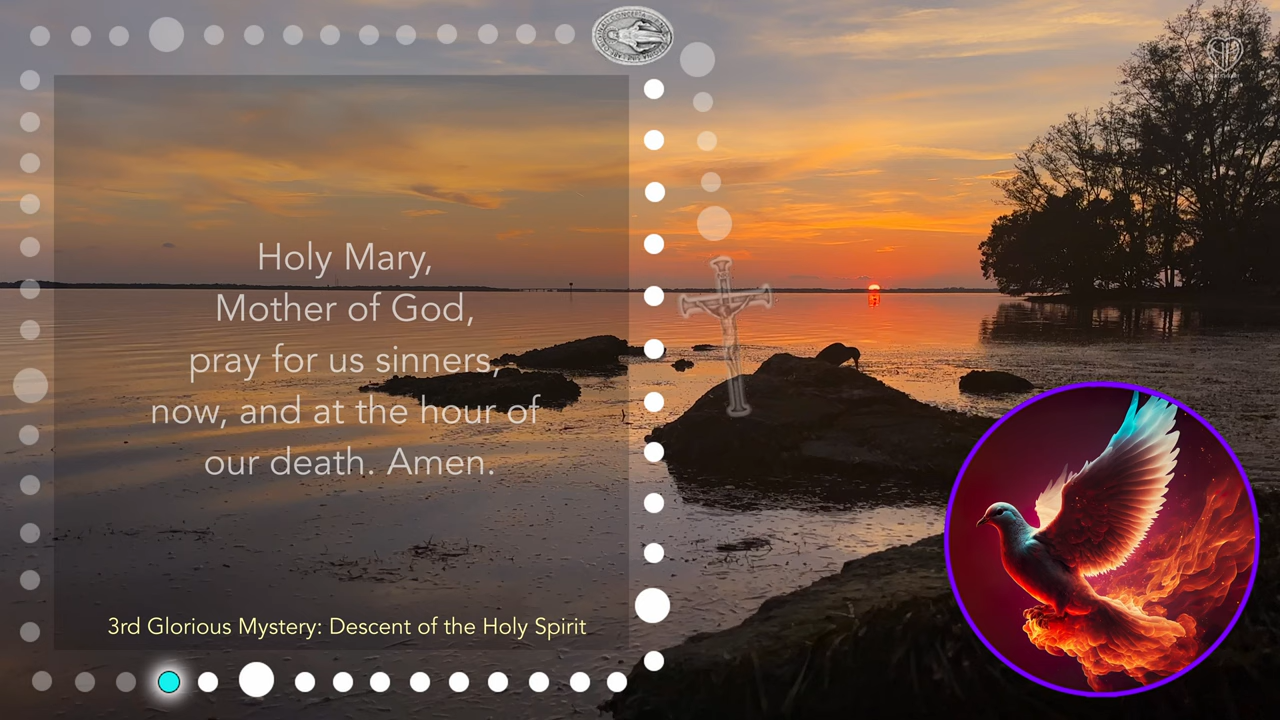 Holy Mary,
Mother of God,
pray for us sinners,
now, and at the hour of
our death. Amen.
3rd Glorious Mystery: Descent of the Holy Spirit